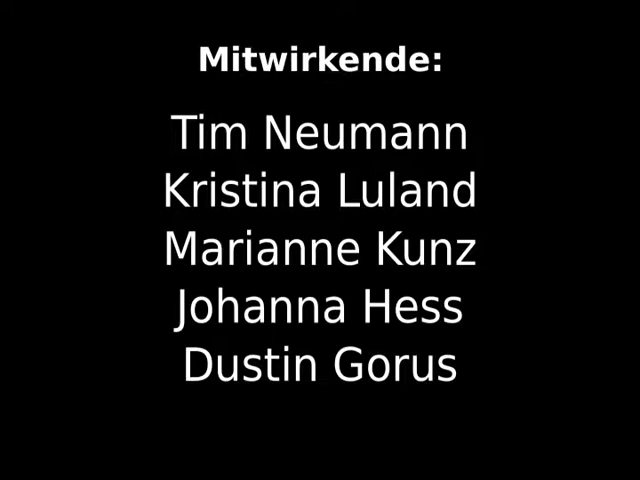 Mitwirkende:
Tim Neumann
Kristina Luland
Marianne Kunz
Johanna Hess
Dustin Gorus